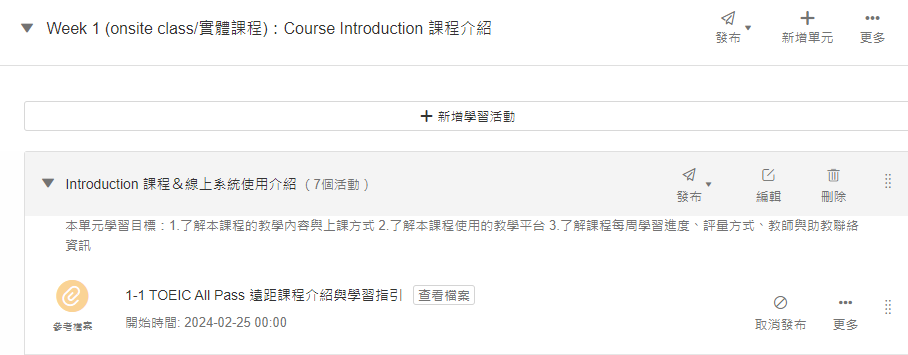 Week 1 (onsite class/實體課程)：Course Introduction 課程介紹
發布
新增單元
更多
新增學習活動
Introduction 課程＆線上系統使用介紹（7個活動）
發布
編輯
刪除
本單元學習目標：1.了解本課程的教學內容與上課方式 2.了解本課程使用的教學平台 3.了解課程每周學習進度、評量方式、教師與助教聯絡
資訊
1-1 TOEIC All Pass 遠距課程介紹與學習指引 查看檔案
參考檔案
開始時間: 2024-02-25 00:00
取消發布
更多